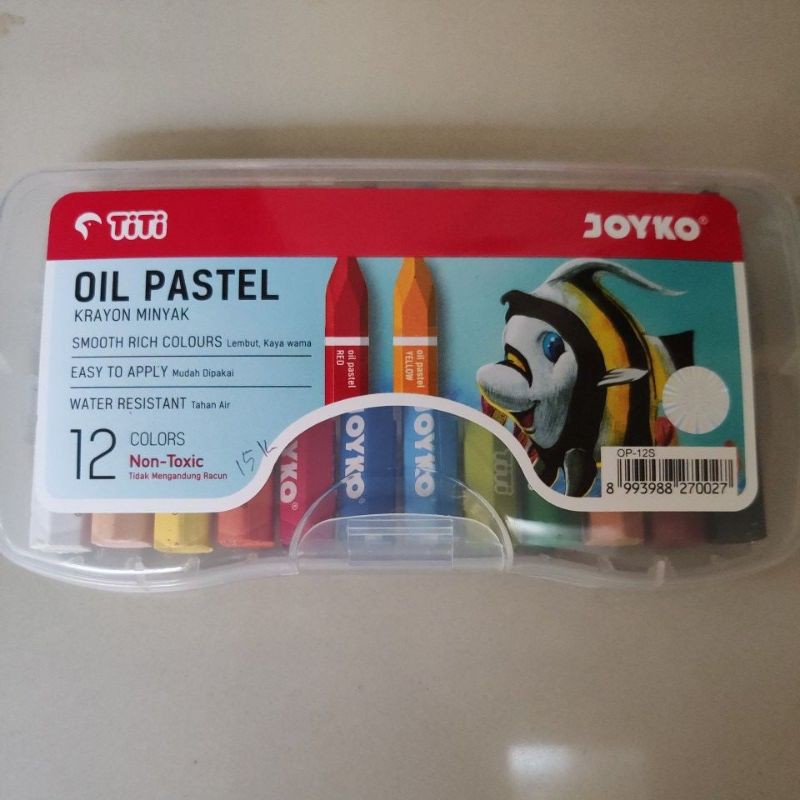 TiTi
JOYKO®
OIL PASTEL
KRAYON MINYAK
SMOOTH RICH COLOURS Lembut, Kaya warna
EASY TO APPLY Mudah Dipakai
WATER RESISTANT Tahan Air
12 COLORS
Non-Toxic
Tidak Mengandung Racun
15K
oil pastel
RED
oil pastel
YELLOW
JOYKO®
JOYKO
JOYKO®
TiTi
OP-12S
8 993988 270027